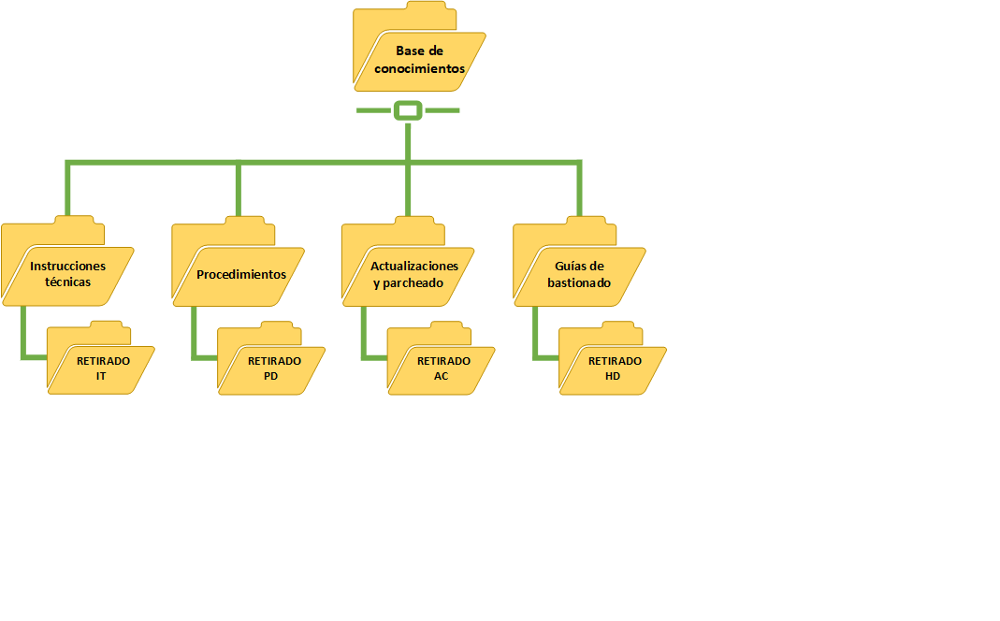 Base de
conocimientos
Instrucciones
técnicas
Procedimientos
Actualizaciones
y parcheado
Guías de
bastionado
RETIRADO
IT
RETIRADO
PD
RETIRADO
AC
RETIRADO
HD